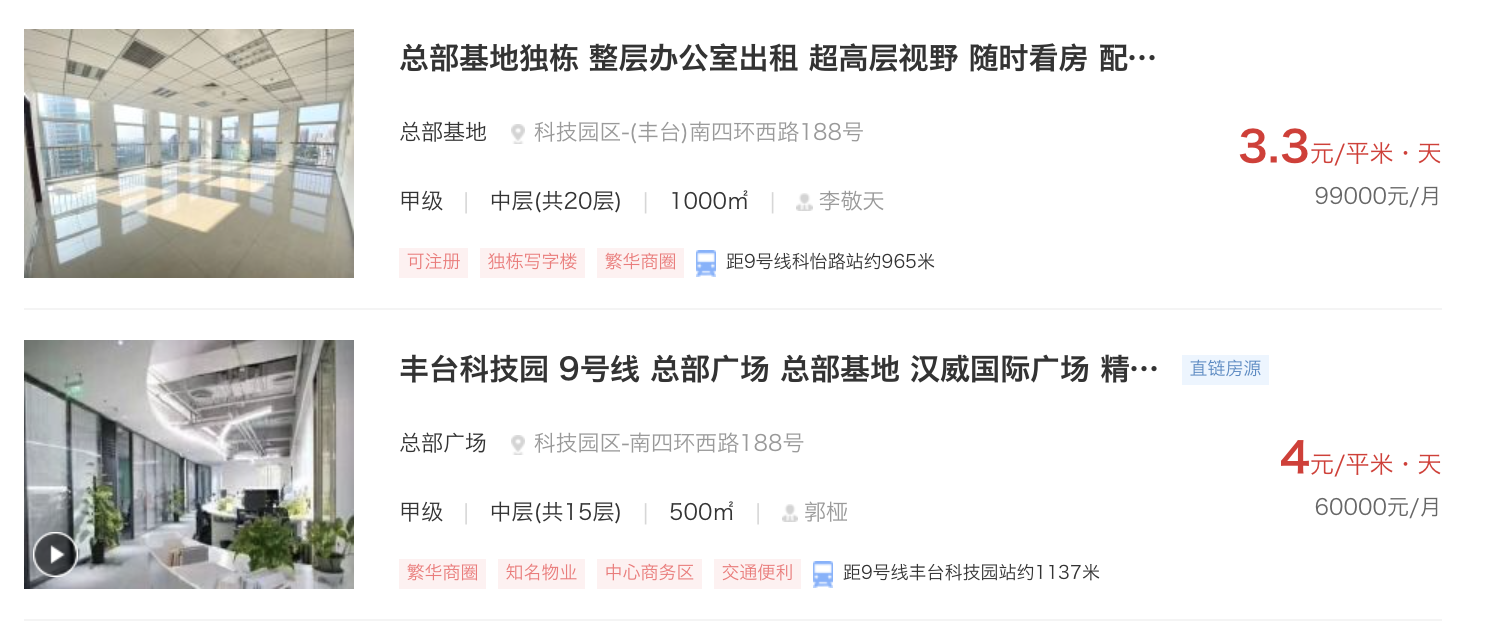 总部基地独栋 整层办公室出租 超高层视野 随时看房 配…
总部基地 科技园区-(丰台)南四环西路188号
3.3元/平米·天
99000元/月
甲级 | 中层(共20层) | 1000㎡ | 李敬天
可注册 独栋写字楼 繁华商圈 距9号线科怡路站约965米
丰台科技园 9号线 总部广场 总部基地 汉威国际广场 精… 直链房源
总部广场 科技园区-南四环西路188号
4元/平米·天
60000元/月
甲级 | 中层(共15层) | 500㎡ | 郭桠
繁华商圈 知名物业 中心商务区 交通便利 距9号线丰台科技园站约1137米